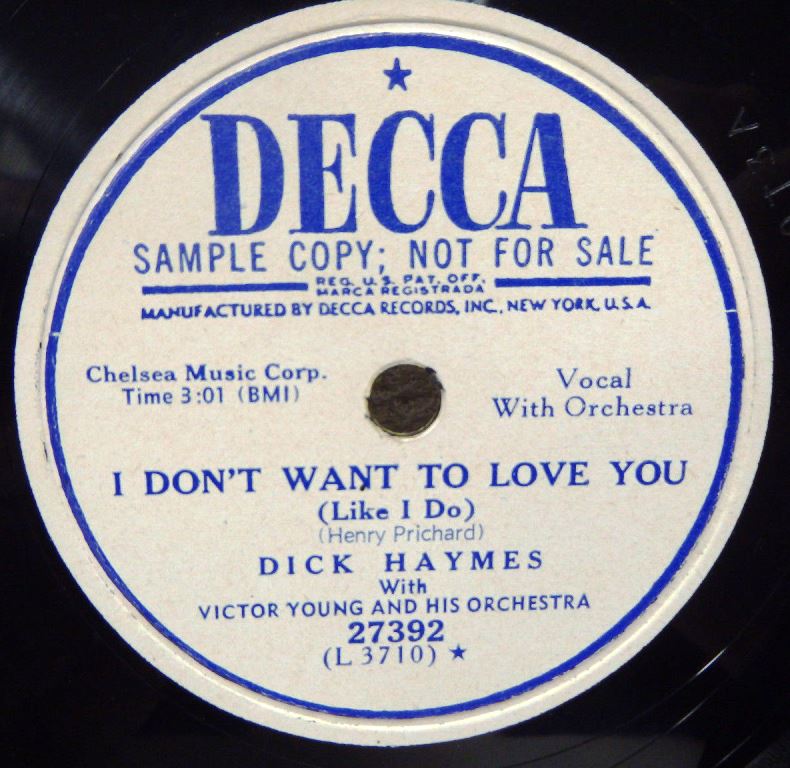 DECCA
SAMPLE COPY; NOT FOR SALE
REG. U.S. PAT. OFF.
MARCA REGISTRADA
MANUFACTURED BY DECCA RECORDS, INC., NEW YORK, U.S.A.
Chelsea Music Corp.
Time 3:01 (BMI)
Vocal
With Orchestra
I DON'T WANT TO LOVE YOU
(Like I Do)
(Henry Prichard)
DICK HAYMES
With
VICTOR YOUNG AND HIS ORCHESTRA
27392
(L 3710) ★